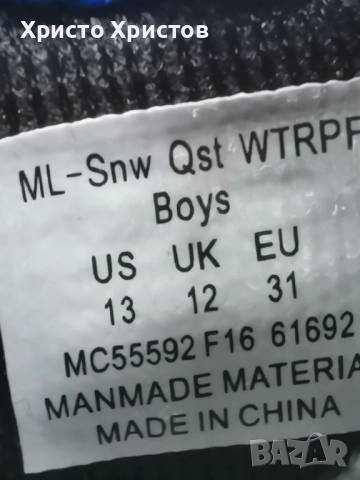 Христо Христов
ML-Snw Qst WTRPF
Boys
US UK EU
13 12 31
MC55592 F16 61692
MANMADE MATERIA
MADE IN CHINA
BAZAR